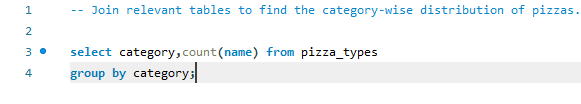 1 -- Join relevant tables to find the category-wise distribution of pizzas.
2
3 select category,count(name) from pizza_types
4 group by category;